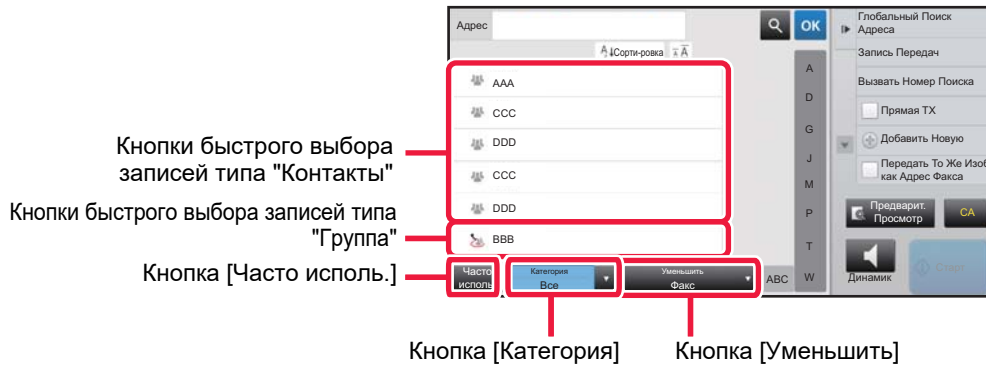 Адрес
OK
Сорти-ровка
AAA
CCC
DDD
CCC
DDD
BBB
Часто
исполь
Категория
Все
Уменьшить
Факс
ABC
A
D
G
J
M
P
T
W
Глобальный Поиск
Адреса
Запись Передач
Вызвать Номер Поиска
Прямая TX
Добавить Новую
Передать То Же Изоб
как Адрес Факса
Предварит.
Просмотр
CA
Динамик
Старт
Кнопки быстрого выбора
записей типа "Контакты"
Кнопки быстрого выбора записей типа
"Группа"
Кнопка [Часто исполь.]
Кнопка [Категория]
Кнопка [Уменьшить]